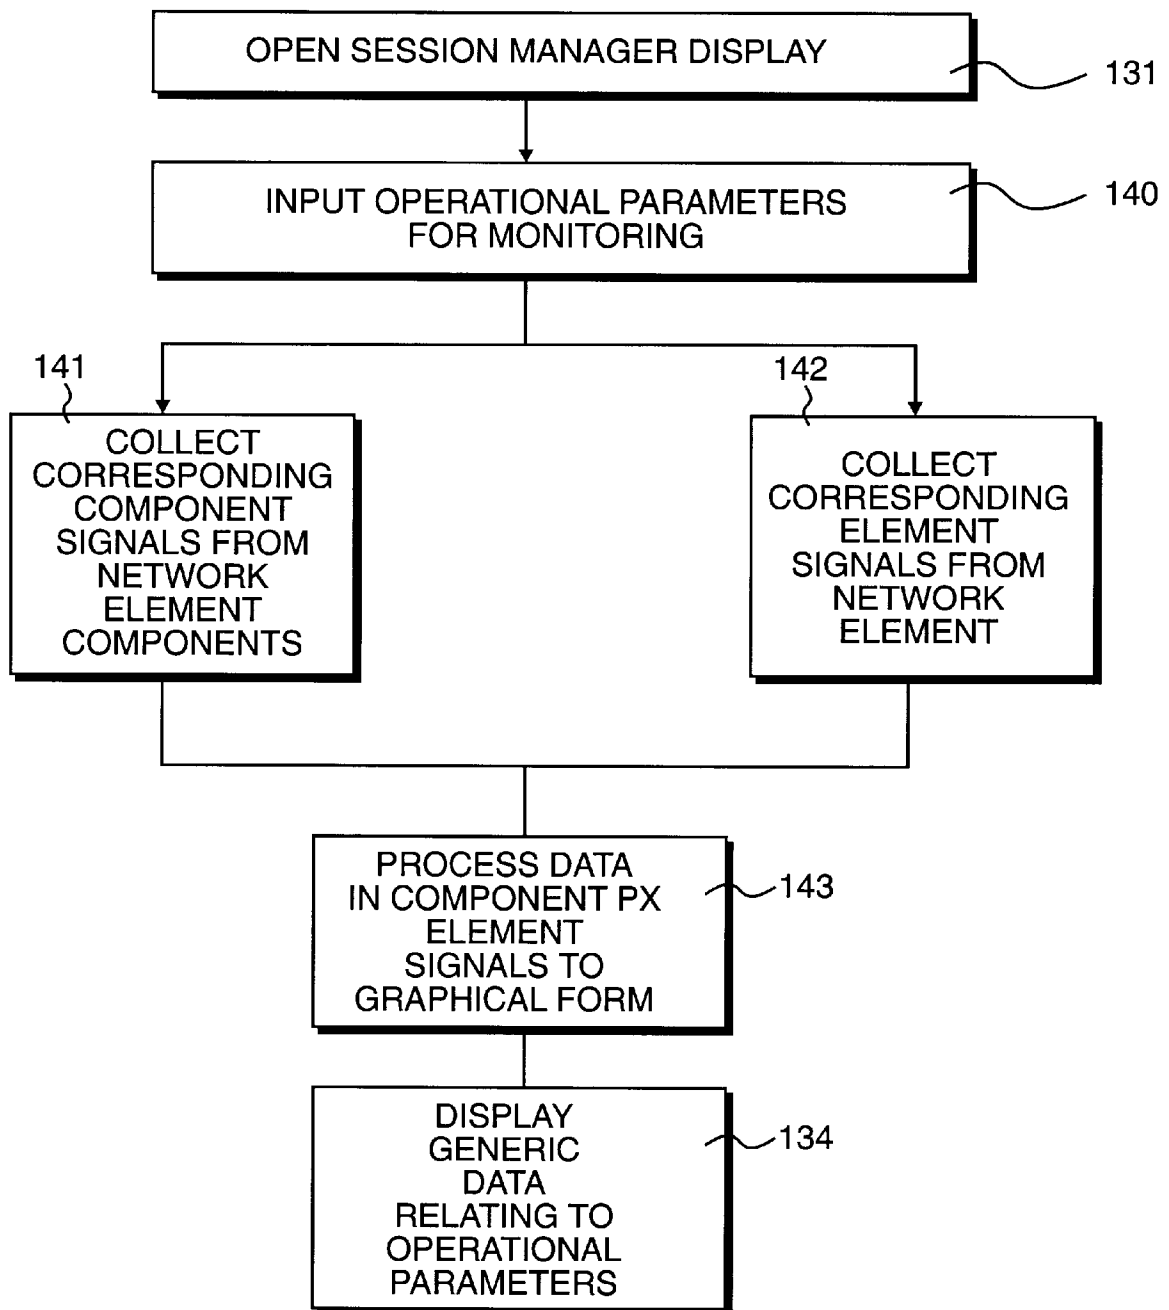 OPEN SESSION MANAGER DISPLAY
131
INPUT OPERATIONAL PARAMETERS
FOR MONITORING
140
141
COLLECT
CORRESPONDING
COMPONENT
SIGNALS FROM
NETWORK
ELEMENT
COMPONENTS
142
COLLECT
CORRESPONDING
ELEMENT
SIGNALS FROM
NETWORK
ELEMENT
PROCESS DATA
IN COMPONENT PX
ELEMENT
SIGNALS TO
GRAPHICAL FORM
143
DISPLAY
GENERIC
DATA
RELATING TO
OPERATIONAL
PARAMETERS
134